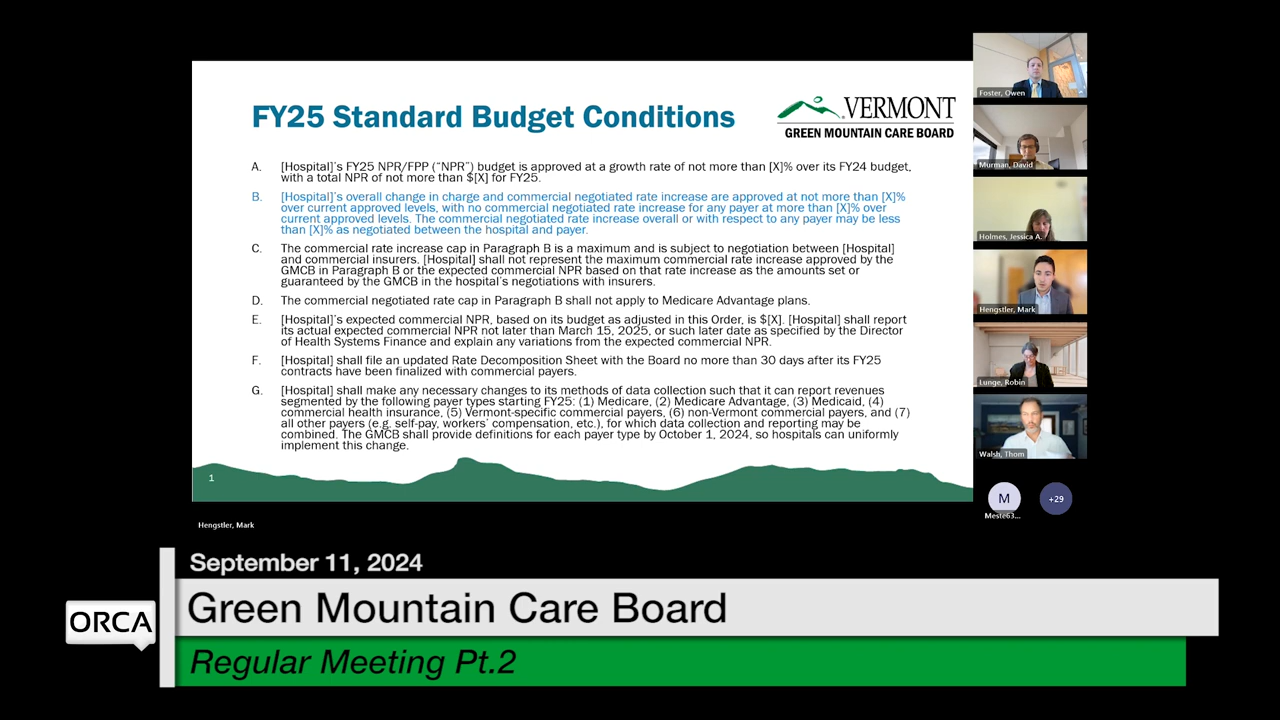 FY25 Standard Budget Conditions
VERMONT
GREEN MOUNTAIN CARE BOARD
A. [Hospital]'s FY25 NPR/FPP ("NPR") budget is approved at a growth rate of not more than [X]% over its FY24 budget,
with a total NPR of not more than $[X] for FY25.
B. [Hospital]'s overall change in charge and commercial negotiated rate increase are approved at not more than [X]%
over current approved levels, with no commercial negotiated rate increase for any payer at more than [X]% over
current approved levels. The commercial negotiated rate increase overall or with respect to any payer may be less
than [X]% as negotiated between the hospital and payer.
C. The commercial rate increase cap in Paragraph B is a maximum and is subject to negotiation between [Hospital]
and commercial insurers. [Hospital] shall not represent the maximum commercial rate increase approved by the
GMCB in Paragraph B or the expected commercial NPR based on that rate increase as the amounts set or
guaranteed by the GMCB in the hospital's negotiations with insurers.
D. The commercial negotiated rate cap in Paragraph B shall not apply to Medicare Advantage plans.
E. [Hospital]'s expected commercial NPR, based on its budget as adjusted in this Order, is $[X]. [Hospital] shall report
its actual expected commercial NPR not later than March 15, 2025, or such later date as specified by the Director
of Health Systems Finance and explain any variations from the expected commercial NPR.
F. [Hospital] shall file an updated Rate Decomposition Sheet with the Board no more than 30 days after its FY25
contracts have been finalized with commercial payers.
G. [Hospital] shall make any necessary changes to its methods of data collection such that it can report revenues
segmented by the following payer types starting FY25: (1) Medicare, (2) Medicare Advantage, (3) Medicaid, (4)
commercial health insurance, (5) Vermont-specific commercial payers, (6) non-Vermont commercial payers, and (7)
all other payers (e.g. self-pay, workers' compensation, etc.), for which data collection and reporting may be
combined. The GMCB shall provide definitions for each payer type by October 1, 2024, so hospitals can uniformly
implement this change.
1
Foster, Owen
Murman, David
Holmes, Jessica A.
Hengstler, Mark
Lunge, Robin
Walsh, Thom
M
+29
Meste63...
Hengstler, Mark
September 11, 2024
ORCA
Green Mountain Care Board
Regular Meeting Pt.2